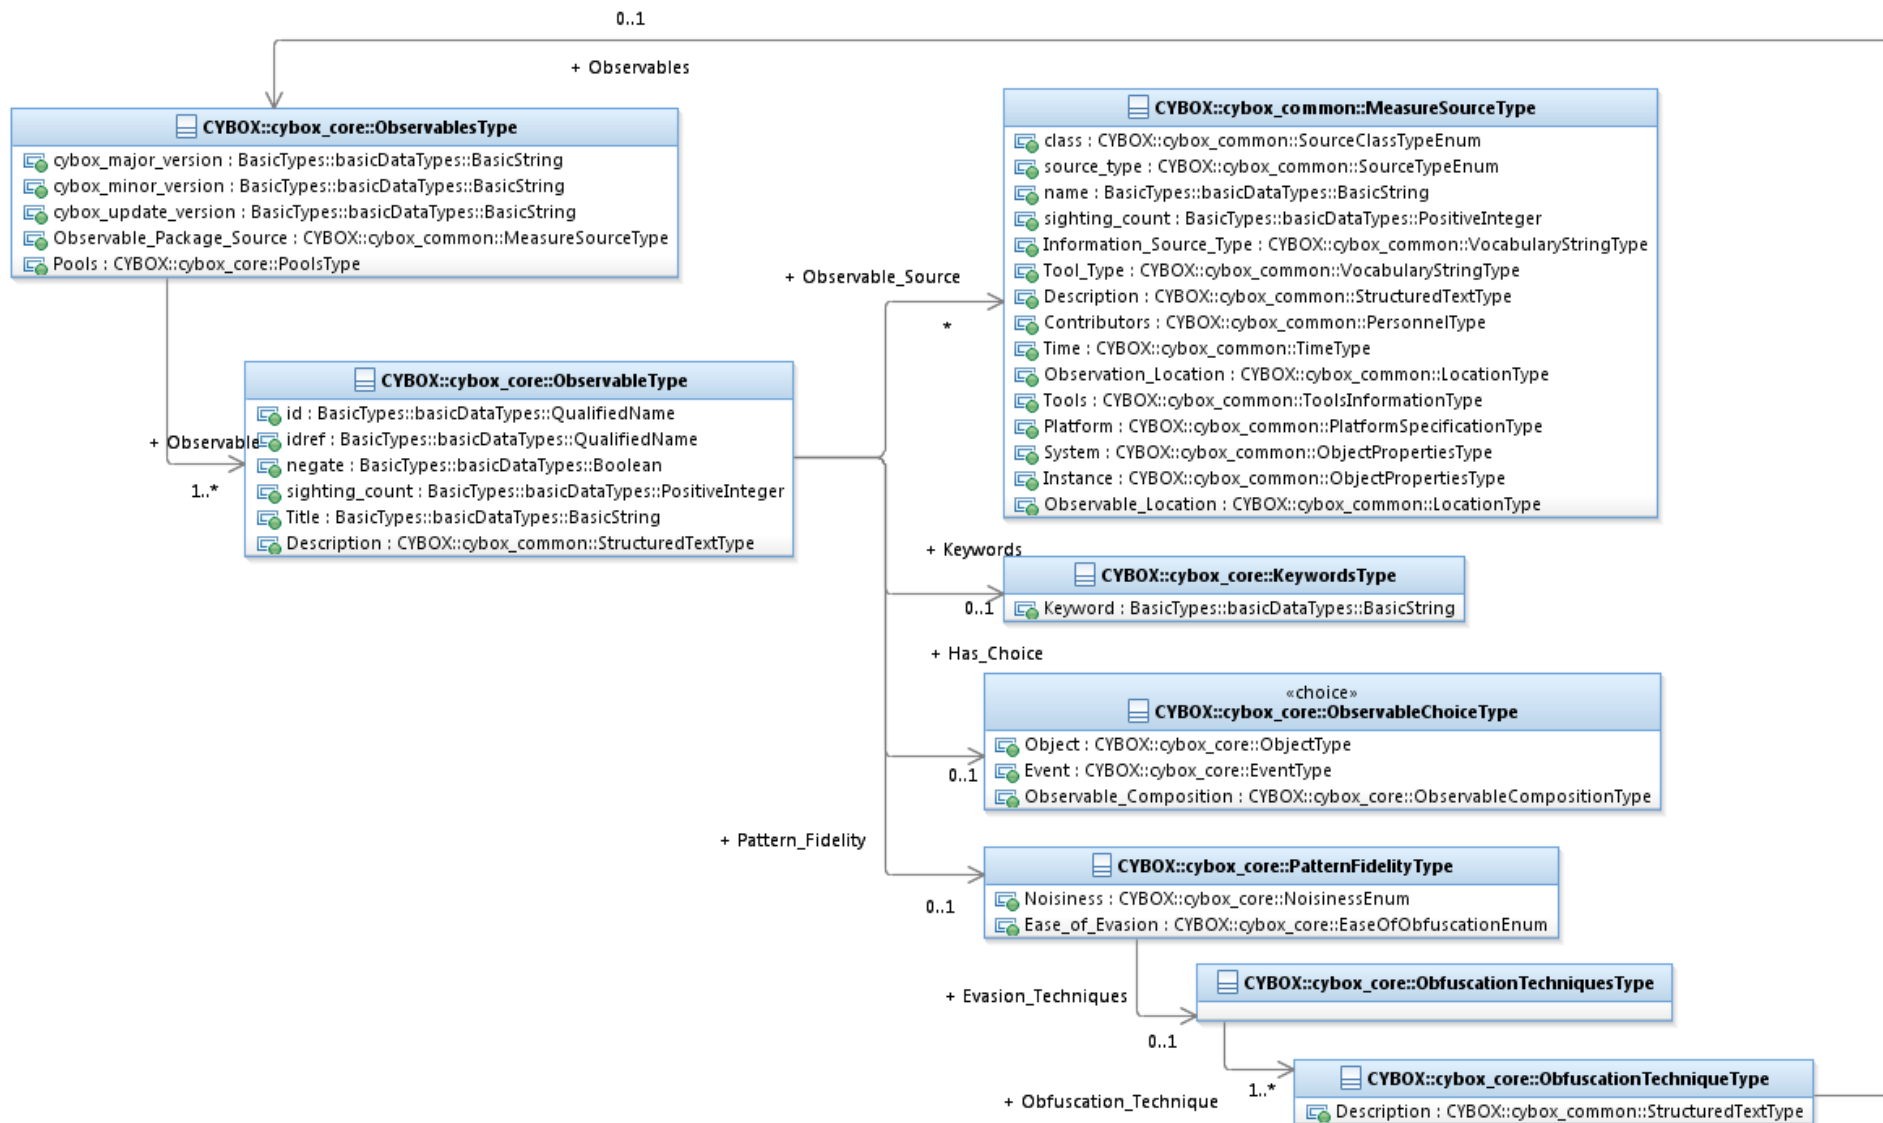 0..1
+ Observables
CYBOX::cybox_core::ObservablesType
cybox_major_version : BasicTypes::basicDataTypes::BasicString
cybox_minor_version : BasicTypes::basicDataTypes::BasicString
cybox_update_version : BasicTypes::basicDataTypes::BasicString
Observable_Package_Source : CYBOX::cybox_common::MeasureSourceType
Pools : CYBOX::cybox_core::PoolsType
+ Observable
1..*
CYBOX::cybox_core::ObservableType
id : BasicTypes::basicDataTypes::QualifiedName
idref : BasicTypes::basicDataTypes::QualifiedName
negate : BasicTypes::basicDataTypes::Boolean
sighting_count : BasicTypes::basicDataTypes::PositiveInteger
Title : BasicTypes::basicDataTypes::BasicString
Description : CYBOX::cybox_common::StructuredTextType
+ Observable_Source
*
CYBOX::cybox_common::MeasureSourceType
class : CYBOX::cybox_common::SourceClassTypeEnum
source_type : CYBOX::cybox_common::SourceTypeEnum
name : BasicTypes::basicDataTypes::BasicString
sighting_count : BasicTypes::basicDataTypes::PositiveInteger
Information_Source_Type : CYBOX::cybox_common::VocabularyStringType
Tool_Type : CYBOX::cybox_common::VocabularyStringType
Description : CYBOX::cybox_common::StructuredTextType
Contributors : CYBOX::cybox_common::PersonnelType
Time : CYBOX::cybox_common::TimeType
Observation_Location : CYBOX::cybox_common::LocationType
Tools : CYBOX::cybox_common::ToolsInformationType
Platform : CYBOX::cybox_common::PlatformSpecificationType
System : CYBOX::cybox_common::ObjectPropertiesType
Instance : CYBOX::cybox_common::ObjectPropertiesType
Observable_Location : CYBOX::cybox_common::LocationType
+ Keywords
0..1
CYBOX::cybox_core::KeywordsType
Keyword : BasicTypes::basicDataTypes::BasicString
+ Has_Choice
0..1
«choice»
CYBOX::cybox_core::ObservableChoiceType
Object : CYBOX::cybox_core::ObjectType
Event : CYBOX::cybox_core::EventType
Observable_Composition : CYBOX::cybox_core::ObservableCompositionType
+ Pattern_Fidelity
0..1
CYBOX::cybox_core::PatternFidelityType
Noisiness : CYBOX::cybox_core::NoisinessEnum
Ease_of_Evasion : CYBOX::cybox_core::EaseOfObfuscationEnum
+ Evasion_Techniques
0..1
CYBOX::cybox_core::ObfuscationTechniquesType
+ Obfuscation_Technique
1..*
CYBOX::cybox_core::ObfuscationTechniqueType
Description : CYBOX::cybox_common::StructuredTextType